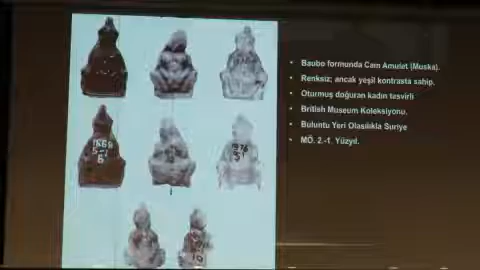 Baubo formunda Cam Amulet (Muska).
Renksiz; ancak yeşil kontrasta sahip.
Oturmuş doğuran kadın tasvirli
British Museum Koleksiyonu.
Buluntu Yeri Olasılıkla Suriye
MÖ. 2.-1. Yüzyıl.